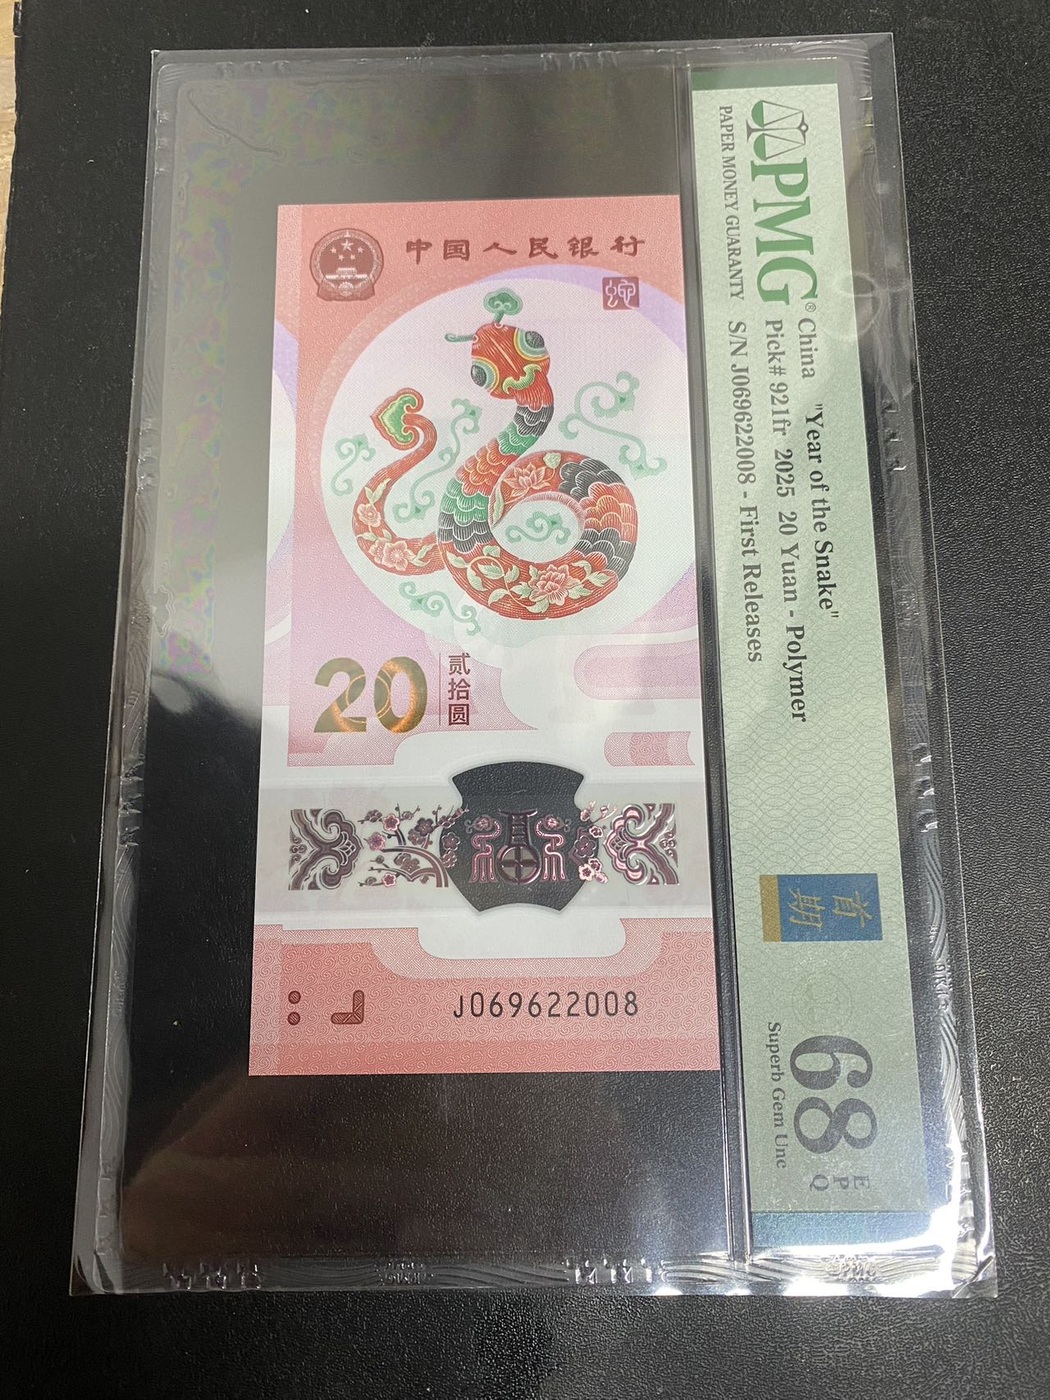 中国人民银行
蛇
20
贰拾圆
J069622008
PMG®
PAPER MONEY GUARANTY
China "Year of the Snake"
Pick# 921fr 2025 20 Yuan - Polymer
S/N J069622008 - First Releases
首期
68 EPQ
Superb Gem Unc